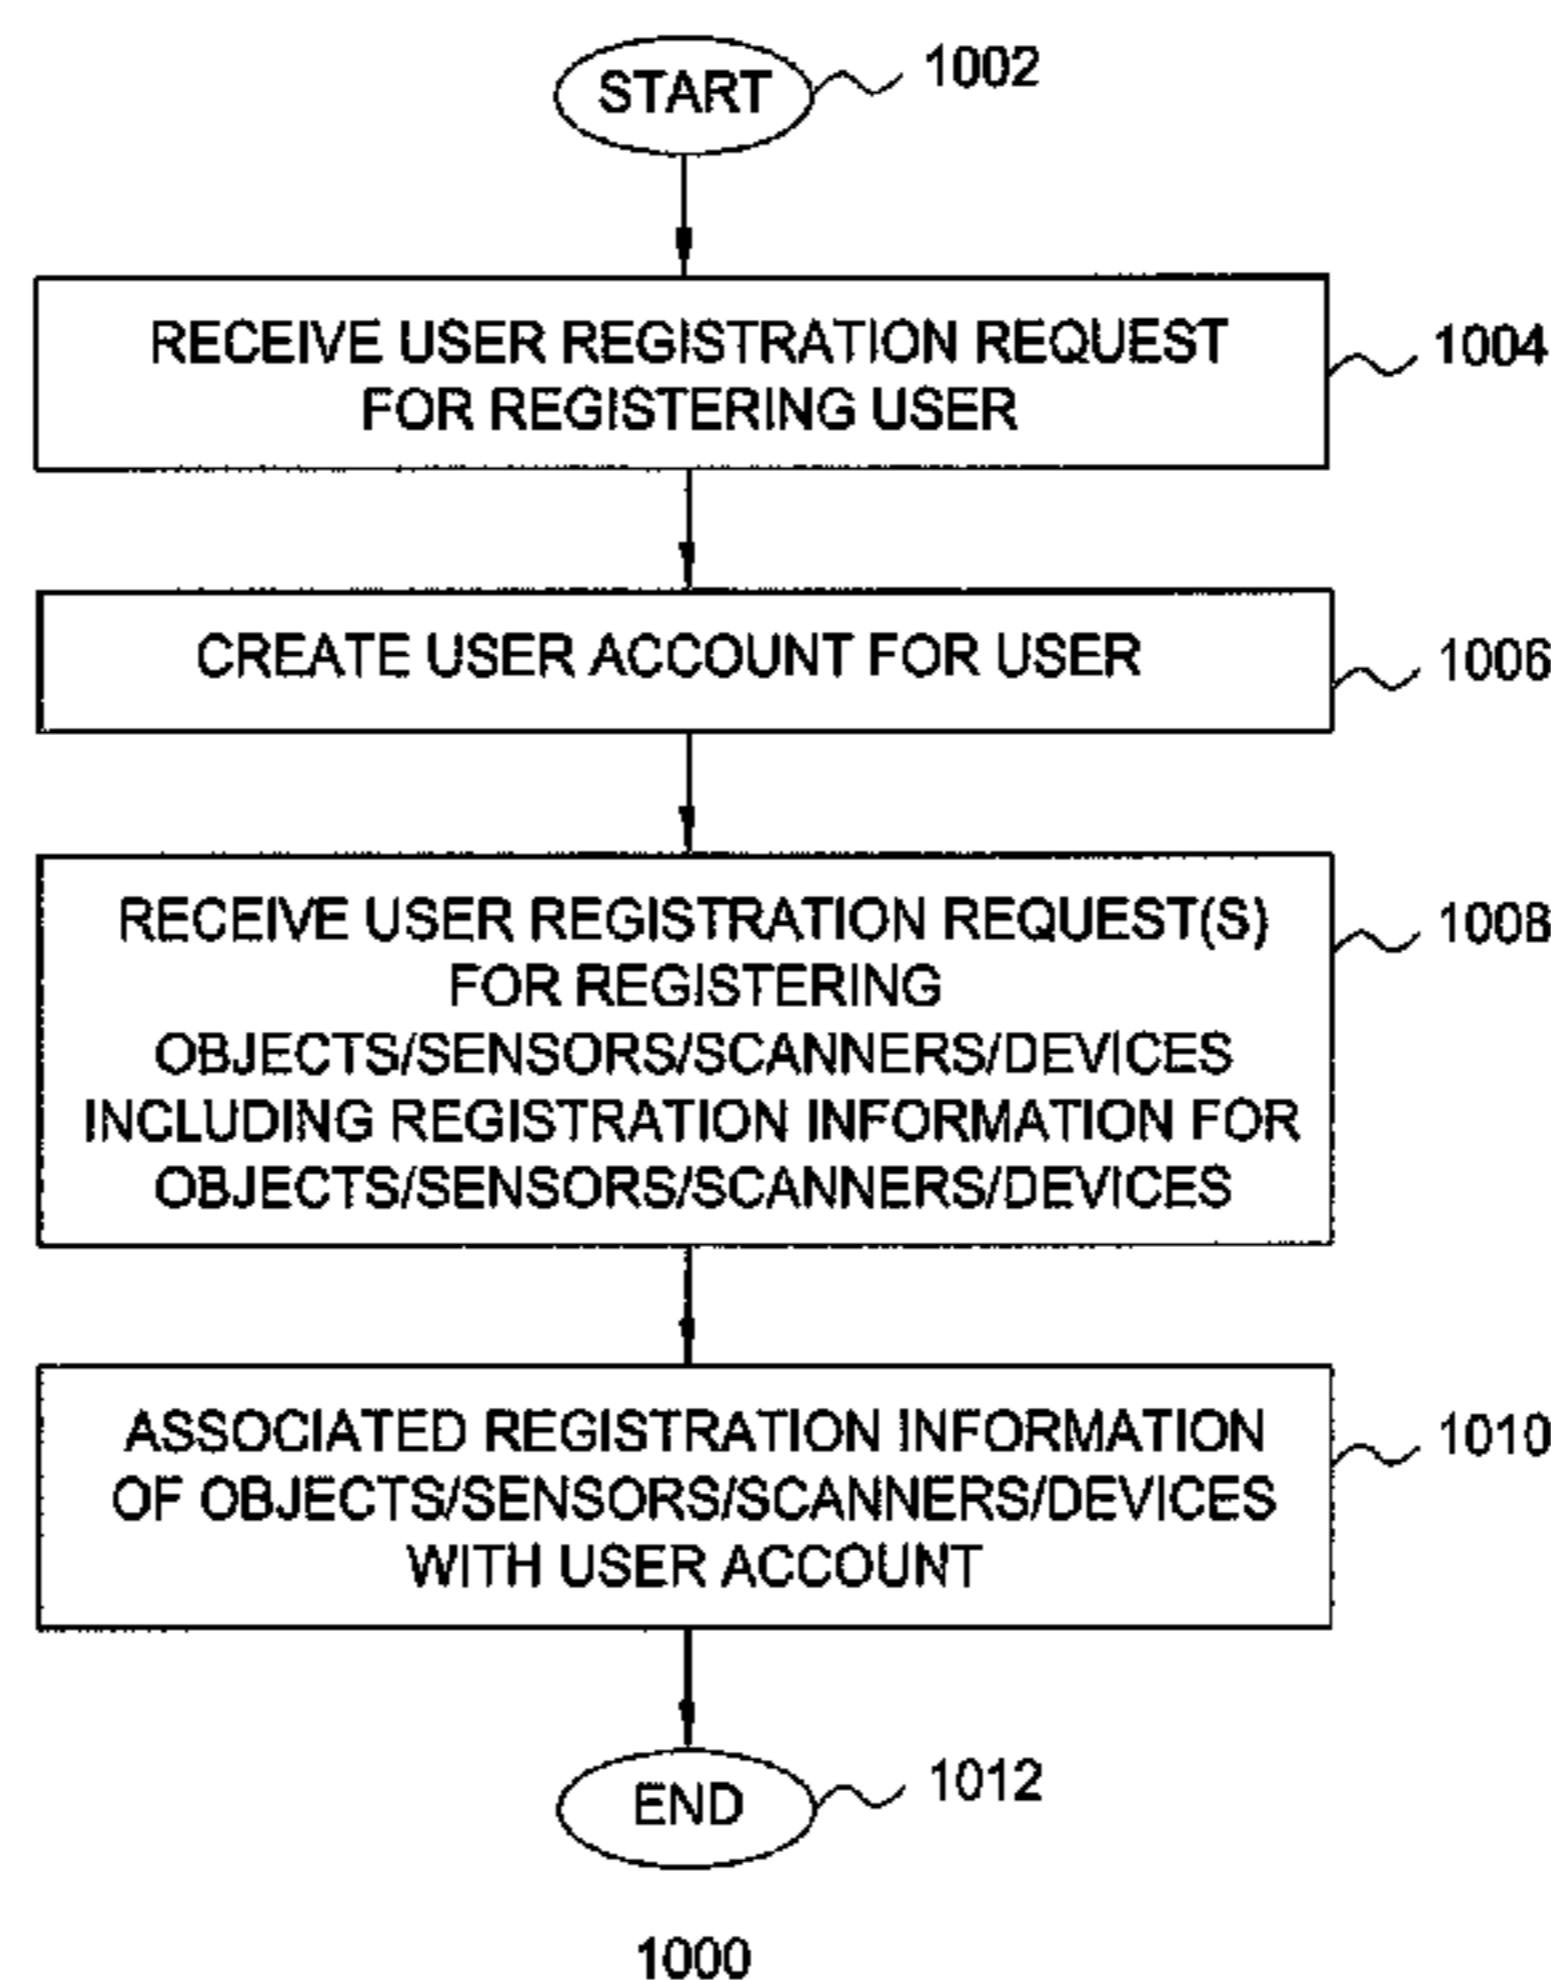 START
1002
RECEIVE USER REGISTRATION REQUEST
FOR REGISTERING USER
1004
CREATE USER ACCOUNT FOR USER
1006
RECEIVE USER REGISTRATION REQUEST(S)
FOR REGISTERING
OBJECTS/SENSORS/SCANNERS/DEVICES
INCLUDING REGISTRATION INFORMATION FOR
OBJECTS/SENSORS/SCANNERS/DEVICES
1008
ASSOCIATED REGISTRATION INFORMATION
OF OBJECTS/SENSORS/SCANNERS/DEVICES
WITH USER ACCOUNT
1010
END
1012
1000